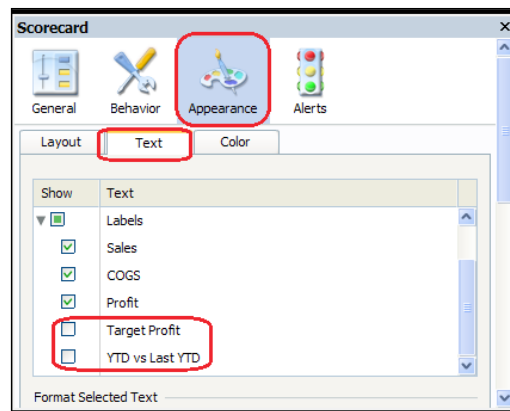 Scorecard
General Behavior Appearance Alerts
Layout Text Color
Show Text
Labels
Sales
COGS
Profit
Target Profit
YTD vs Last YTD
Format Selected Text